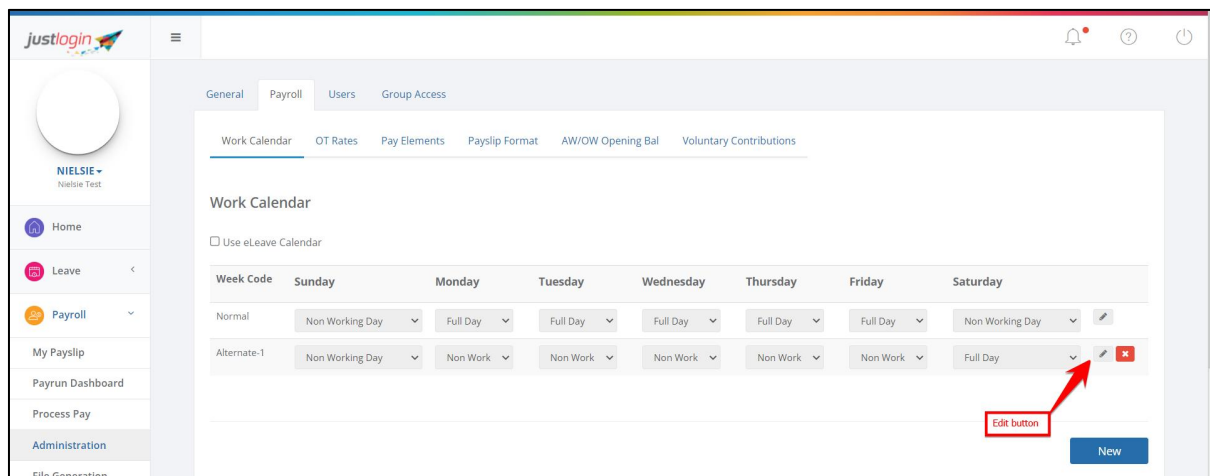 justlogin
General Payroll Users Group Access
Work Calendar OT Rates Pay Elements Payslip Format AW/OW Opening Bal Voluntary Contributions
NIELSIE
Nielsie Test
Home
Leave
Payroll
My Payslip
Payrun Dashboard
Process Pay
Administration
File Generation
Work Calendar
Use eLeave Calendar
Week Code Sunday Monday Tuesday Wednesday Thursday Friday Saturday
Normal Non Working Day Full Day Full Day Full Day Full Day Full Day Non Working Day
Alternate-1 Non Working Day Non Work Non Work Non Work Non Work Non Work Full Day
Edit button
New